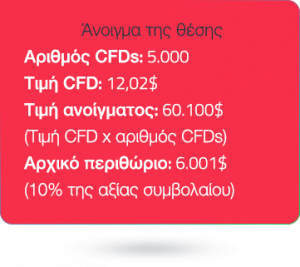 Άνοιγμα της θέσης
Αριθμός CFDs: 5.000
Τιμή CFD: 12,02$
Τιμή ανοίγματος: 60.100$
(Τιμή CFD x αριθμός CFDs)
Αρχικό περιθώριο: 6.001$
(10% της αξίας συμβολαίου)